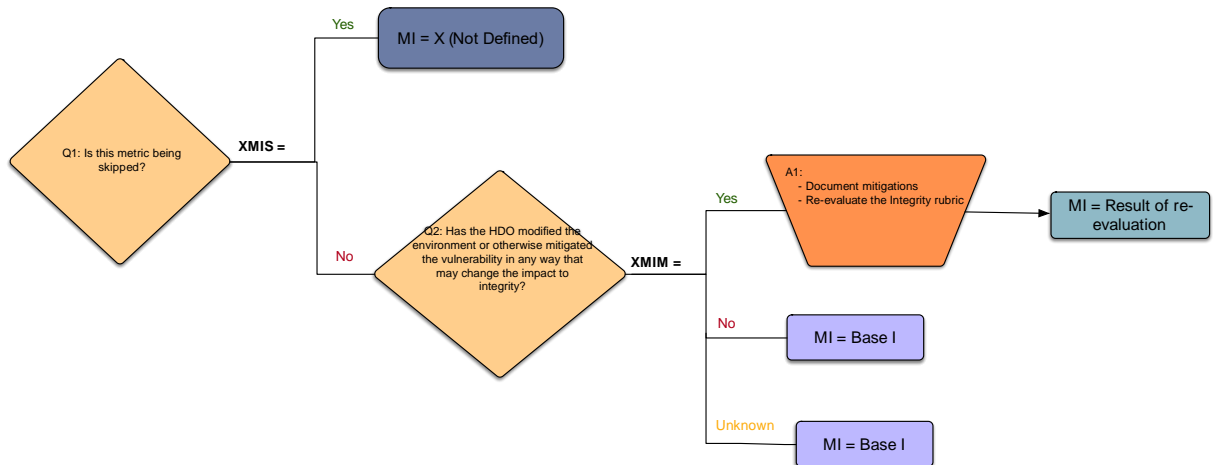 Yes
MI = X (Not Defined)
Q1: Is this metric being
skipped?
XMIS =
No
Q2: Has the HDO modified the
environment or otherwise mitigated
the vulnerability in any way that
may change the impact to
integrity?
XMIM =
Yes
A1:
- Document mitigations
- Re-evaluate the Integrity rubric
MI = Result of re-
evaluation
No
MI = Base I
Unknown
MI = Base I